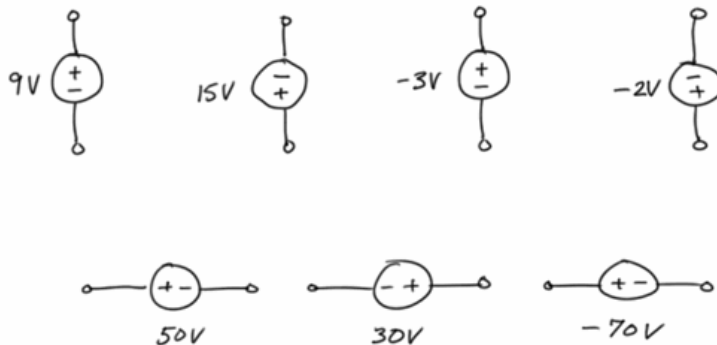 + - + -
9V - 15V + -3V - -2V +
+ - - + + -
50V 30V -70V